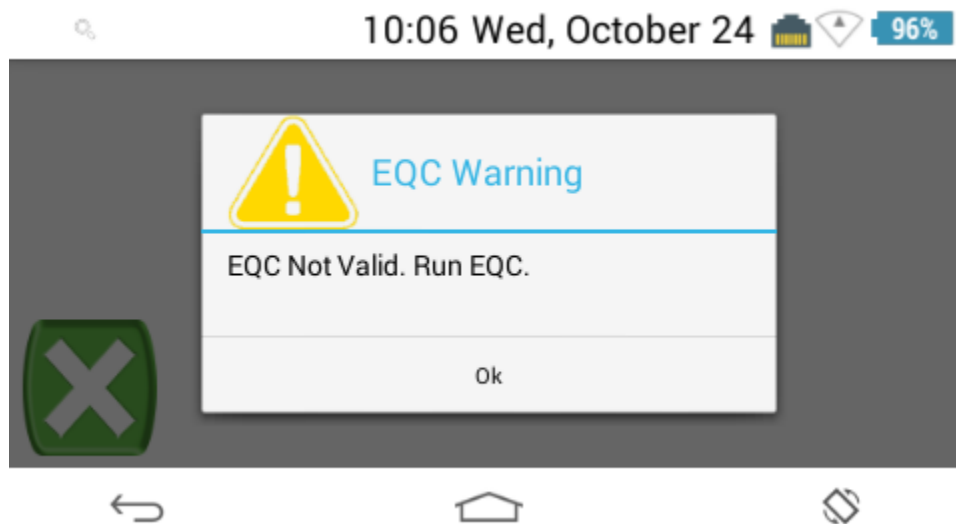 10:06 Wed, October 24 96%
EQC Warning
EQC Not Valid. Run EQC.
Ok